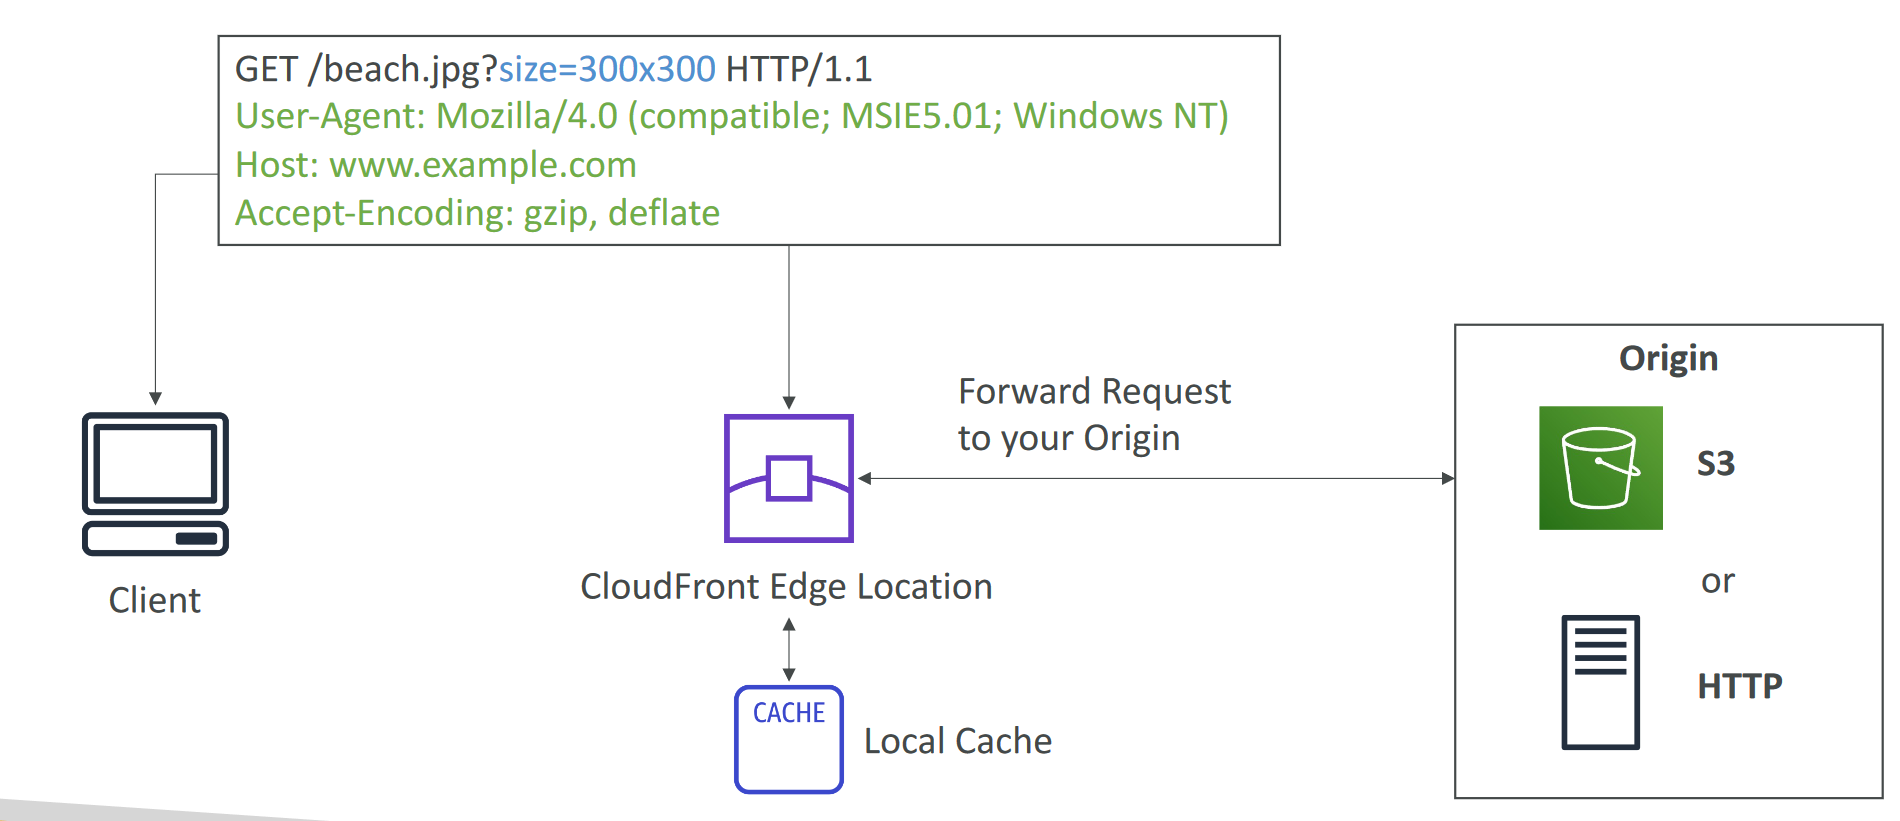 GET /beach.jpg?size=300x300 HTTP/1.1
User-Agent: Mozilla/4.0 (compatible; MSIE5.01; Windows NT)
Host: www.example.com
Accept-Encoding: gzip, deflate
Forward Request
to your Origin
Origin
S3
or
HTTP
Client
CloudFront Edge Location
CACHE
Local Cache